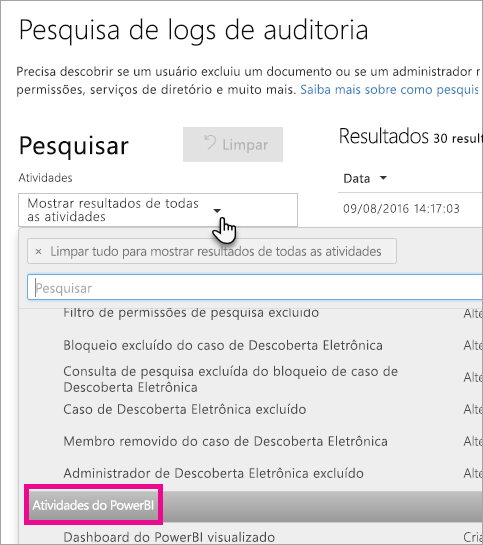 Pesquisa de logs de auditoria
Precisa descobrir se um usuário excluiu um documento ou se um administrador
permissões, serviços de diretório e muito mais. Saiba mais sobre como pesquis
Pesquisar
Limpar
Resultados 30 resul
Atividades
Data
Mostrar resultados de todas
as atividades
09/08/2016 14:17:03
× Limpar tudo para mostrar resultados de todas as atividades
Pesquisar
Filtro de permissões de pesquisa excluído
Alte
Bloqueio excluído do caso de Descoberta Eletrônica
Alte
Consulta de pesquisa excluída do bloqueio de caso de
Descoberta Eletrônica
Alte
Caso de Descoberta Eletrônica excluído
Alte
Membro removido do caso de Descoberta Eletrônica
Alte
Administrador de Descoberta Eletrônica excluído
Alte
Atividades do PowerBI
Dashboard do PowerBI visualizado
Cria